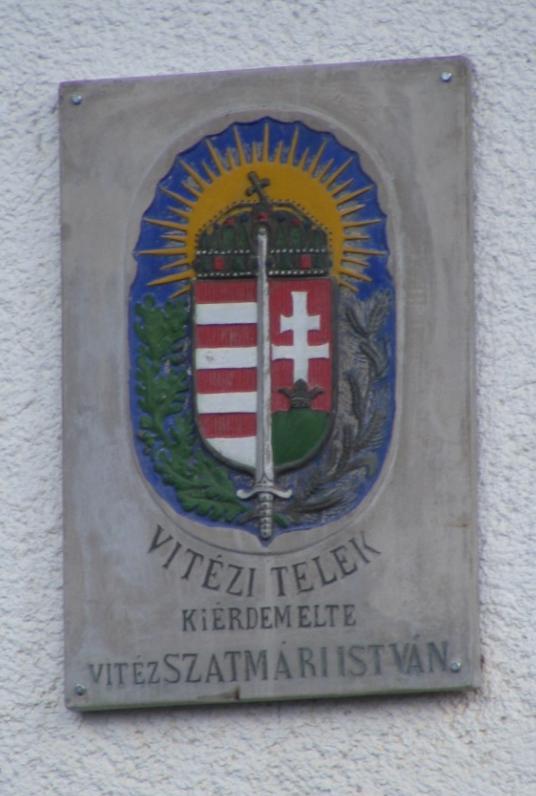 VITÉZI TELEK
KiÉRDEMELTE
VITÉZ SZATMÁRI ISTVÁN